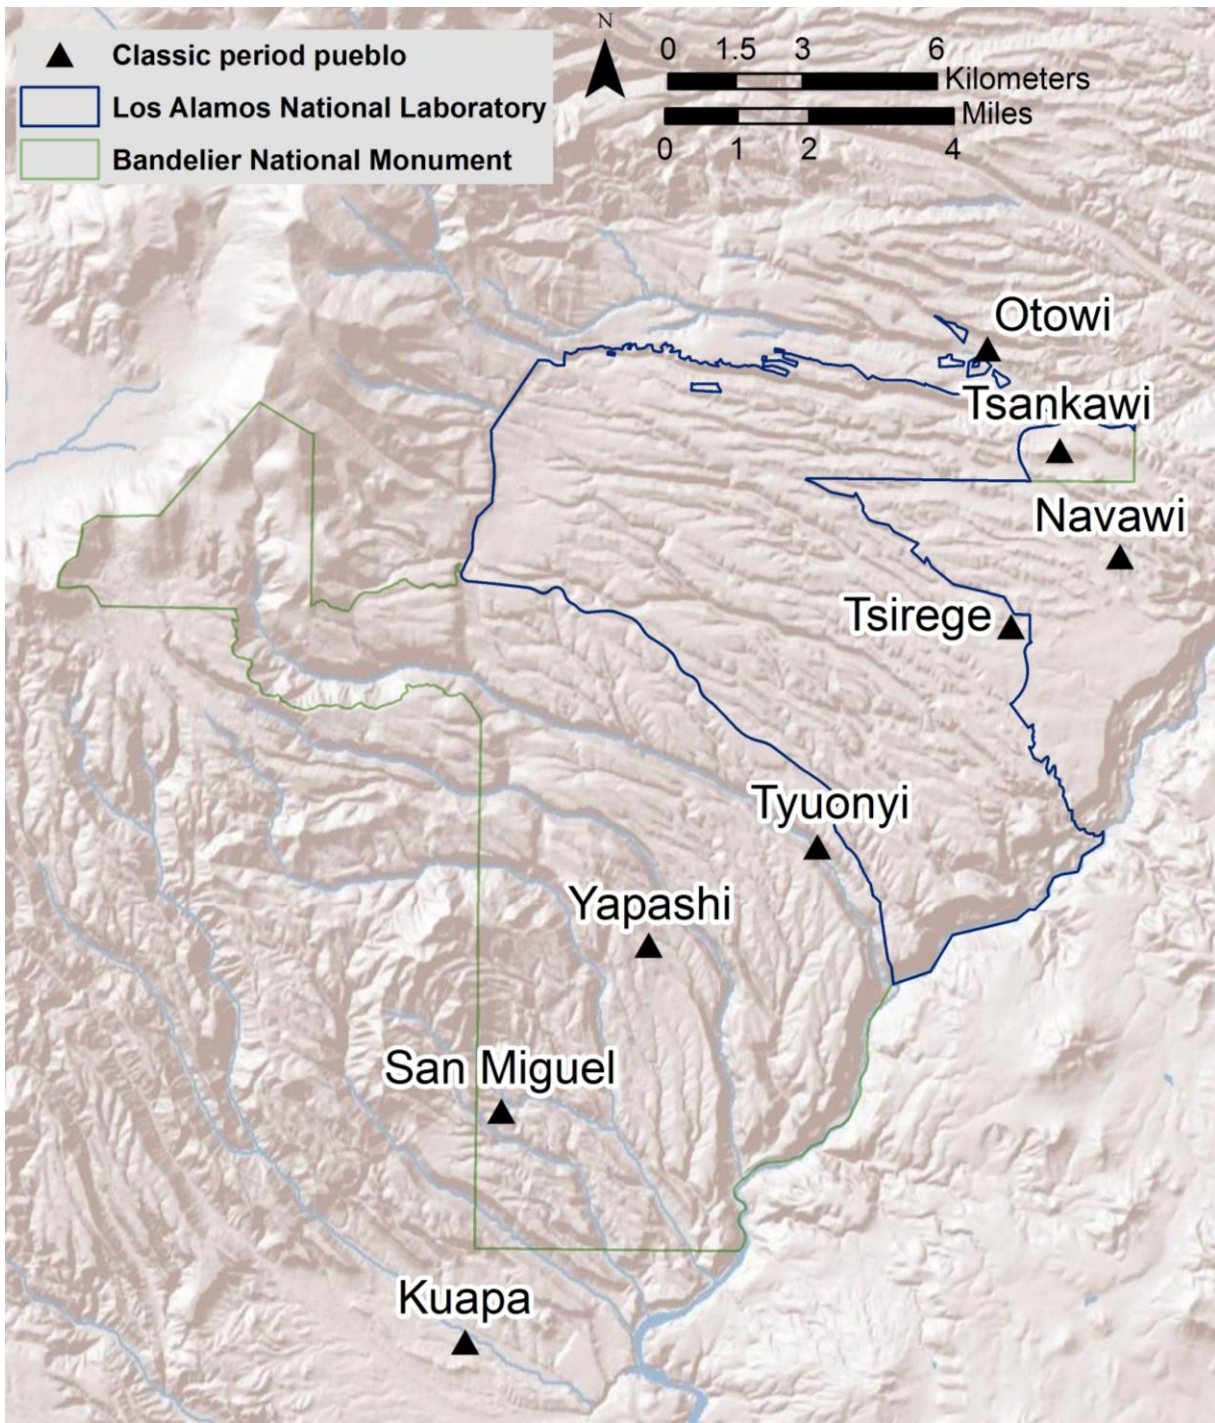 Classic period pueblo
Los Alamos National Laboratory
Bandelier National Monument
N
0 1.5 3 6
Kilometers
Miles
0 1 2 4
Otowi
Tsankawi
Navawi
Tsirege
Tyuonyi
Yapashi
San Miguel
Kuapa